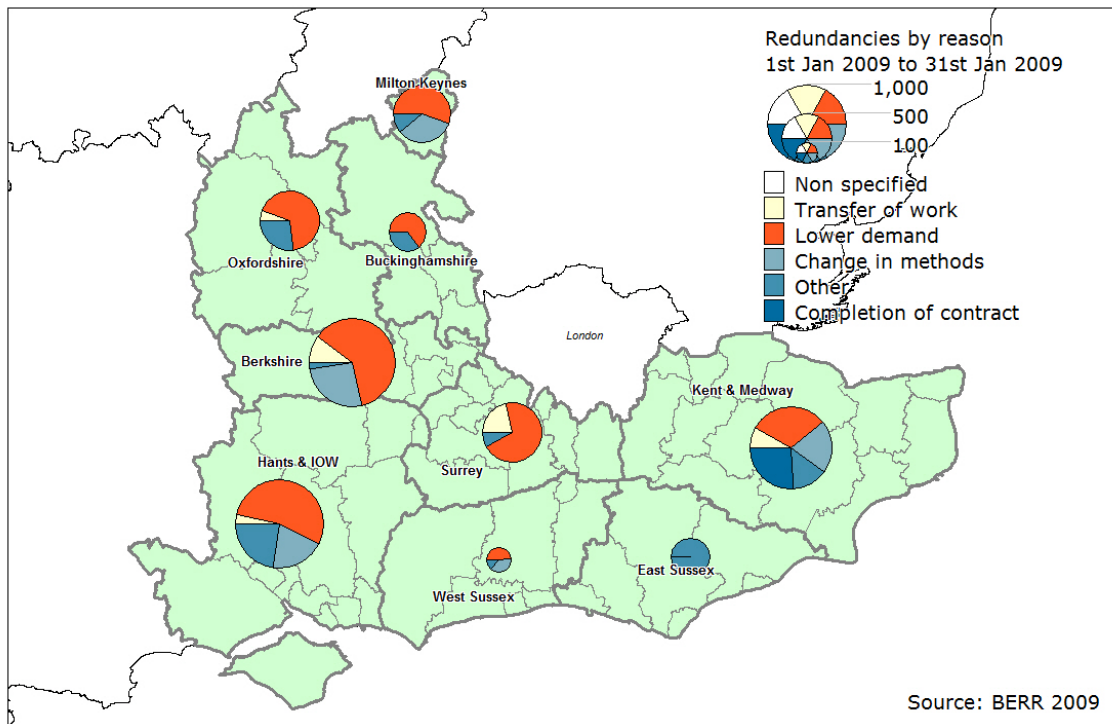 Redundancies by reason
1st Jan 2009 to 31st Jan 2009
1,000
500
100
Non specified
Transfer of work
Lower demand
Change in methods
Other
Completion of contract
Milton Keynes
Oxfordshire
Buckinghamshire
London
Berkshire
Kent & Medway
Hants & IOW
Surrey
East Sussex
West Sussex
Source: BERR 2009